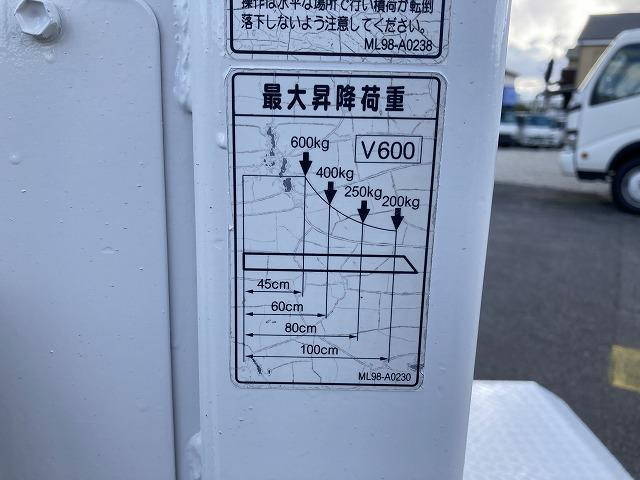 操作は水平な場所で行い積荷が転倒
落下しないよう注意してください。
ML98-A0238
最大昇降荷重
V600
600kg
400kg
250kg
200kg
45cm
60cm
80cm
100cm
ML98-A0230